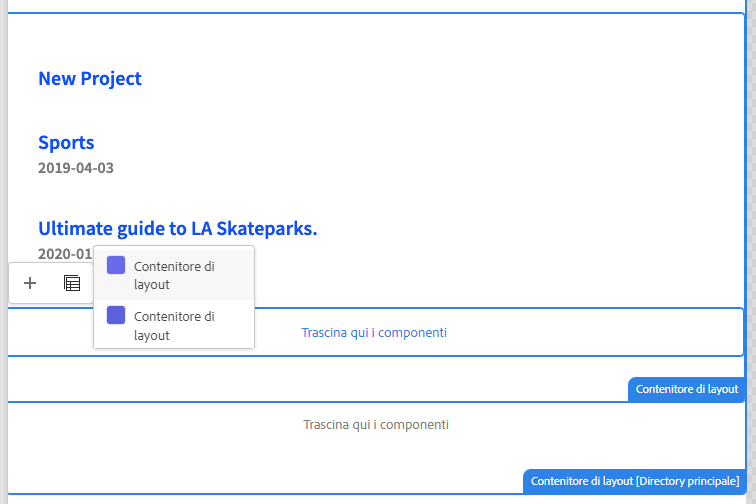 New Project
Sports
2019-04-03
Ultimate guide to LA Skateparks.
2020-01
Contenitore di
layout
Contenitore di
layout
Trascina qui i componenti
Contenitore di layout
Trascina qui i componenti
Contenitore di layout [Directory principale]